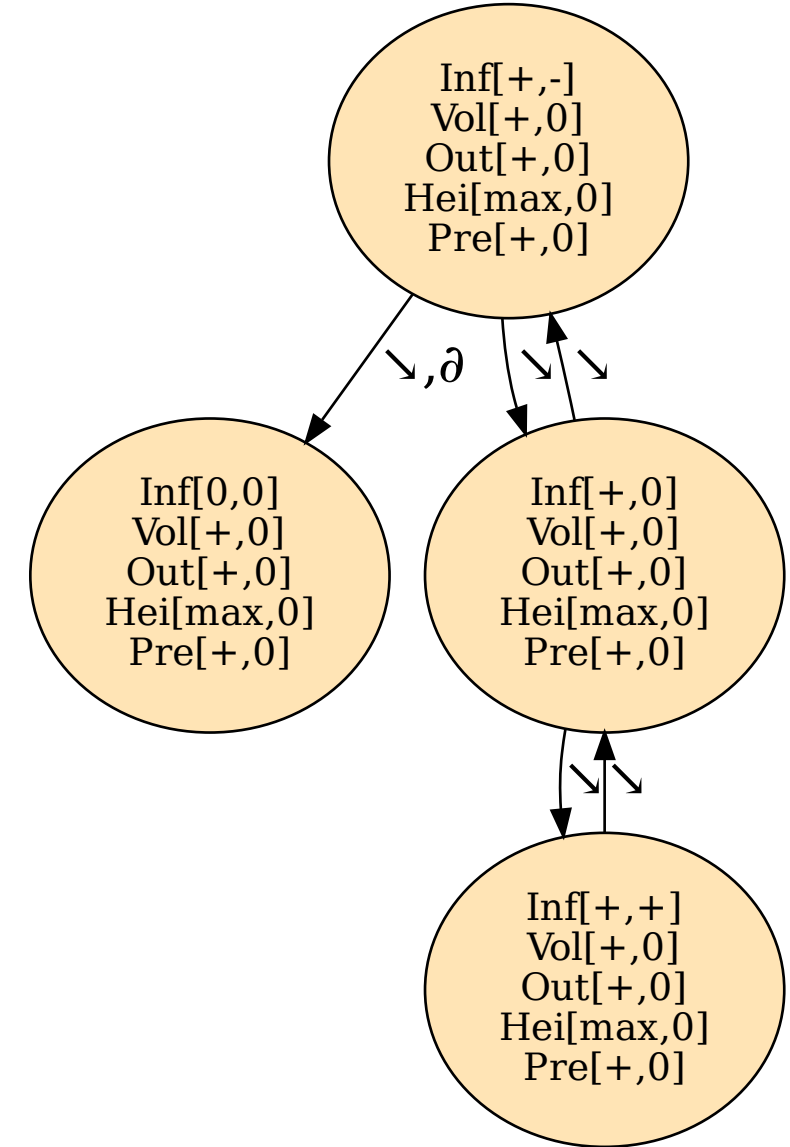 Inf[+,-]
Vol[+,0]
Out[+,0]
Hei[max,0]
Pre[+,0]
↘,∂
↘
↘
Inf[0,0]
Vol[+,0]
Out[+,0]
Hei[max,0]
Pre[+,0]
Inf[+,0]
Vol[+,0]
Out[+,0]
Hei[max,0]
Pre[+,0]
↘
↘
Inf[+,+]
Vol[+,0]
Out[+,0]
Hei[max,0]
Pre[+,0]